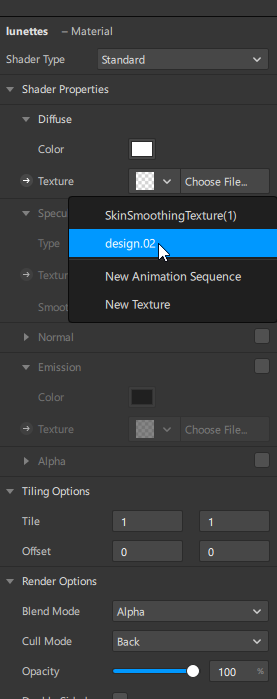 lunettes – Material
Shader Type Standard
Shader Properties
Diffuse
Color
Texture Choose File...
SkinSmoothingTexture(1)
Specu
design.02
Type
New Animation Sequence
Textur
New Texture
Smoot
Normal
Emission
Color
Texture Choose File...
Alpha
Tiling Options
Tile 1 1
Offset 0 0
Render Options
Blend Mode Alpha
Cull Mode Back
Opacity 100 %